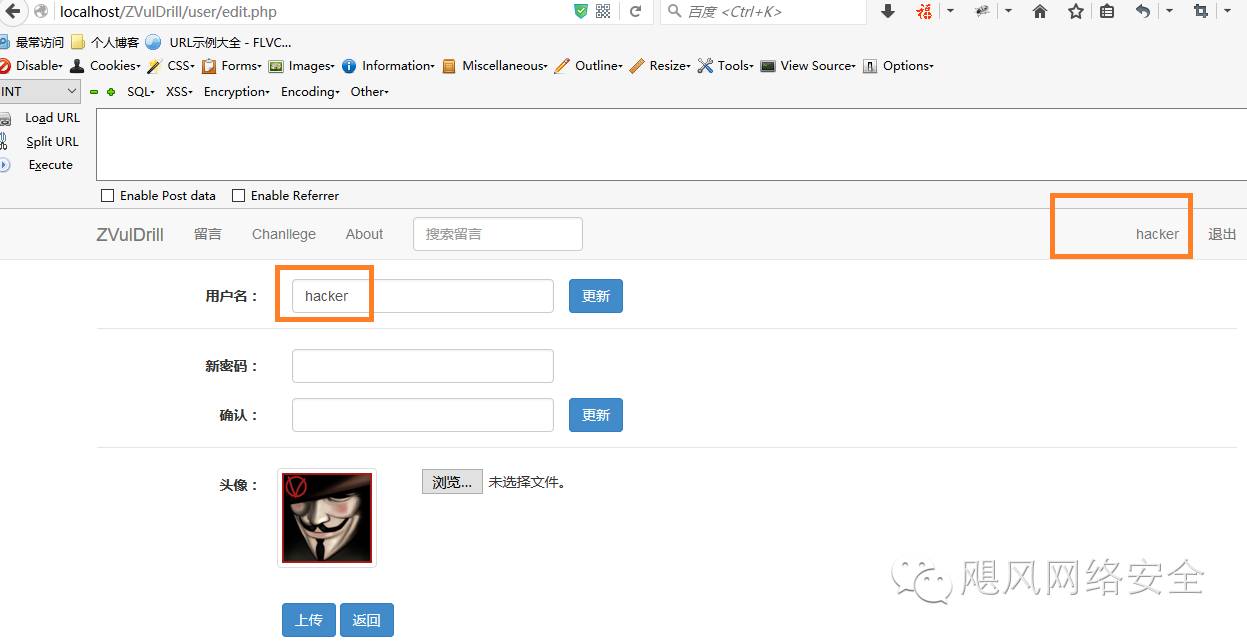 localhost/ZVulDrill/user/edit.php
百度 <Ctrl+K>
最常访问 个人博客 URL示例大全 - FLVC...
Disable Cookies CSS Forms Images Information Miscellaneous Outline Resize Tools View Source Options
INT SQL XSS Encryption Encoding Other
Load URL
Split URL
Execute
Enable Post data Enable Referrer
ZVulDrill 留言 Chanllege About 搜索留言 hacker 退出
用户名： hacker 更新
新密码：
确认： 更新
头像： 浏览... 未选择文件。
上传 返回
飓风网络安全